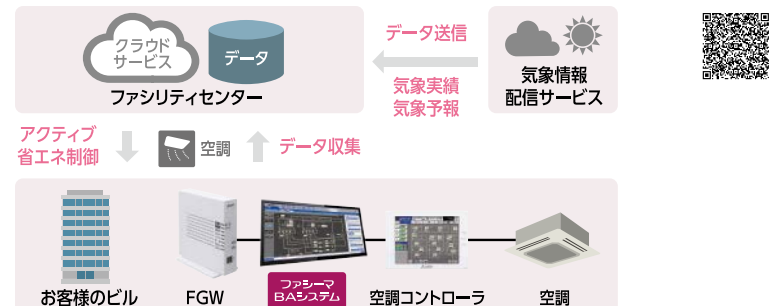 クラウド
サービス
データ
ファシリティセンター
データ送信
気象実績
気象予報
気象情報
配信サービス
アクティブ
省エネ制御
空調
データ収集
お客様のビル
FGW
ファシーマ
BAシステム
空調コントローラ
空調